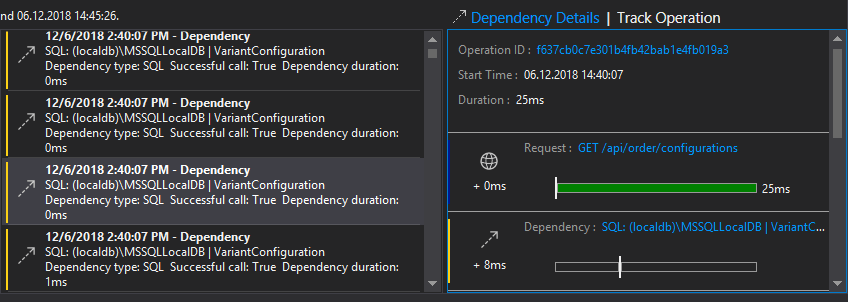 nd 06.12.2018 14:45:26.
12/6/2018 2:40:07 PM - Dependency
SQL: (localdb)\MSSQLLocalDB | VariantConfiguration
Dependency type: SQL  Successful call: True  Dependency duration:
0ms
12/6/2018 2:40:07 PM - Dependency
SQL: (localdb)\MSSQLLocalDB | VariantConfiguration
Dependency type: SQL  Successful call: True  Dependency duration:
0ms
12/6/2018 2:40:07 PM - Dependency
SQL: (localdb)\MSSQLLocalDB | VariantConfiguration
Dependency type: SQL  Successful call: True  Dependency duration:
0ms
12/6/2018 2:40:07 PM - Dependency
SQL: (localdb)\MSSQLLocalDB | VariantConfiguration
Dependency type: SQL  Successful call: True  Dependency duration:
1ms
Dependency Details | Track Operation
Operation ID : f637cb0c7e301b4fb42bab1e4fb019a3
Start Time : 06.12.2018 14:40:07
Duration : 25ms
Request : GET /api/order/configurations
+ 0ms
25ms
Dependency : SQL: (localdb)\MSSQLLocalDB | VariantC...
+ 8ms